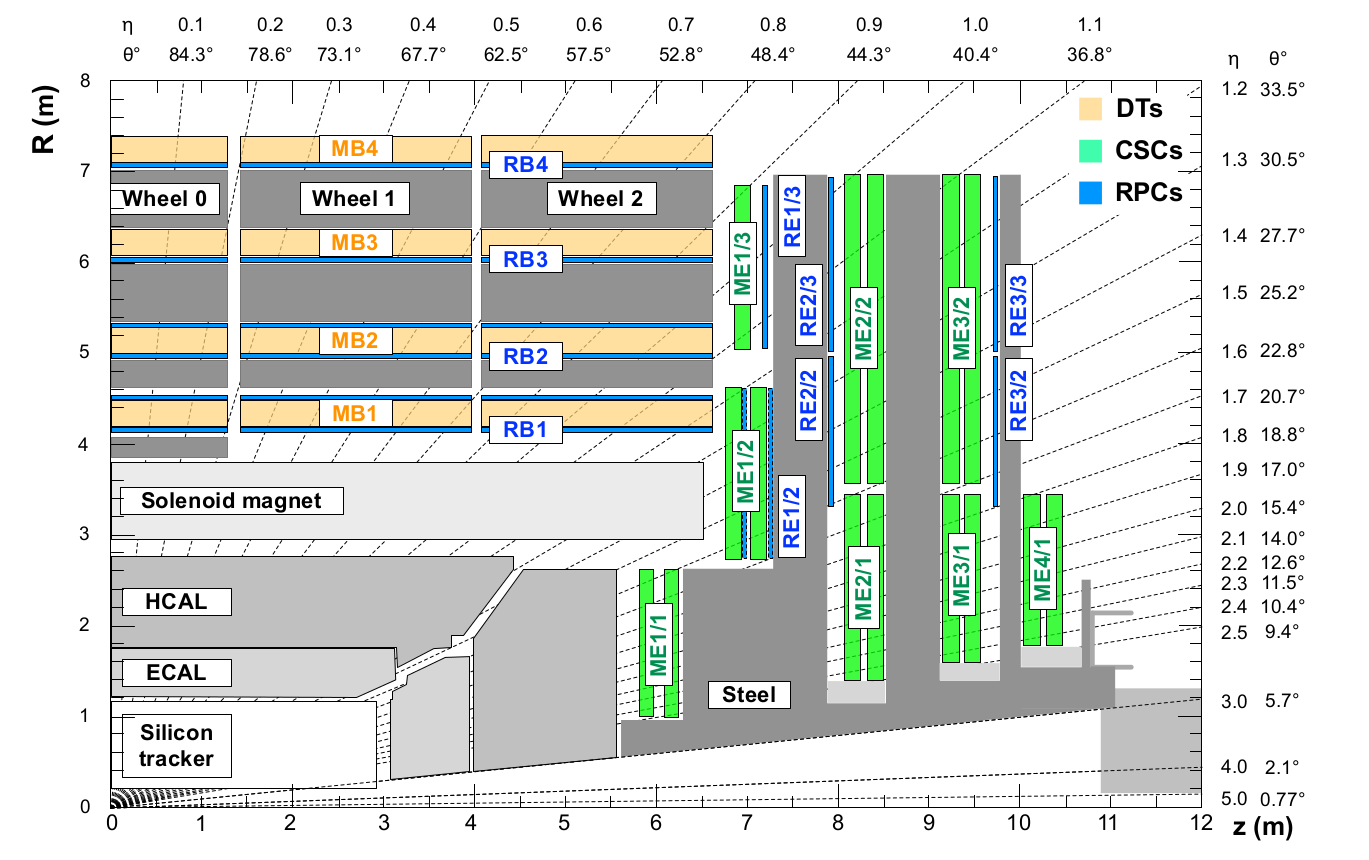 η 0.1 0.2 0.3 0.4 0.5 0.6 0.7 0.8 0.9 1.0 1.1
θ° 84.3° 78.6° 73.1° 67.7° 62.5° 57.5° 52.8° 48.4° 44.3° 40.4° 36.8°
η θ°
1.2 33.5°
1.3 30.5°
1.4 27.7°
1.5 25.2°
1.6 22.8°
1.7 20.7°
1.8 18.8°
1.9 17.0°
2.0 15.4°
2.1 14.0°
2.2 12.6°
2.3 11.5°
2.4 10.4°
2.5 9.4°
3.0 5.7°
4.0 2.1°
5.0 0.77°
R (m)
8
7
6
5
4
3
2
1
0
DTs
CSCs
RPCs
MB4
RB4
Wheel 0
Wheel 1
Wheel 2
MB3
RB3
MB2
RB2
MB1
RB1
Solenoid magnet
HCAL
ECAL
Silicon
tracker
Steel
ME1/3
RE1/3
RE2/3
ME2/2
ME3/2
RE3/3
RE2/2
RE3/2
ME1/2
RE1/2
ME1/1
ME2/1
ME3/1
ME4/1
0 1 2 3 4 5 6 7 8 9 10 11 12
z (m)